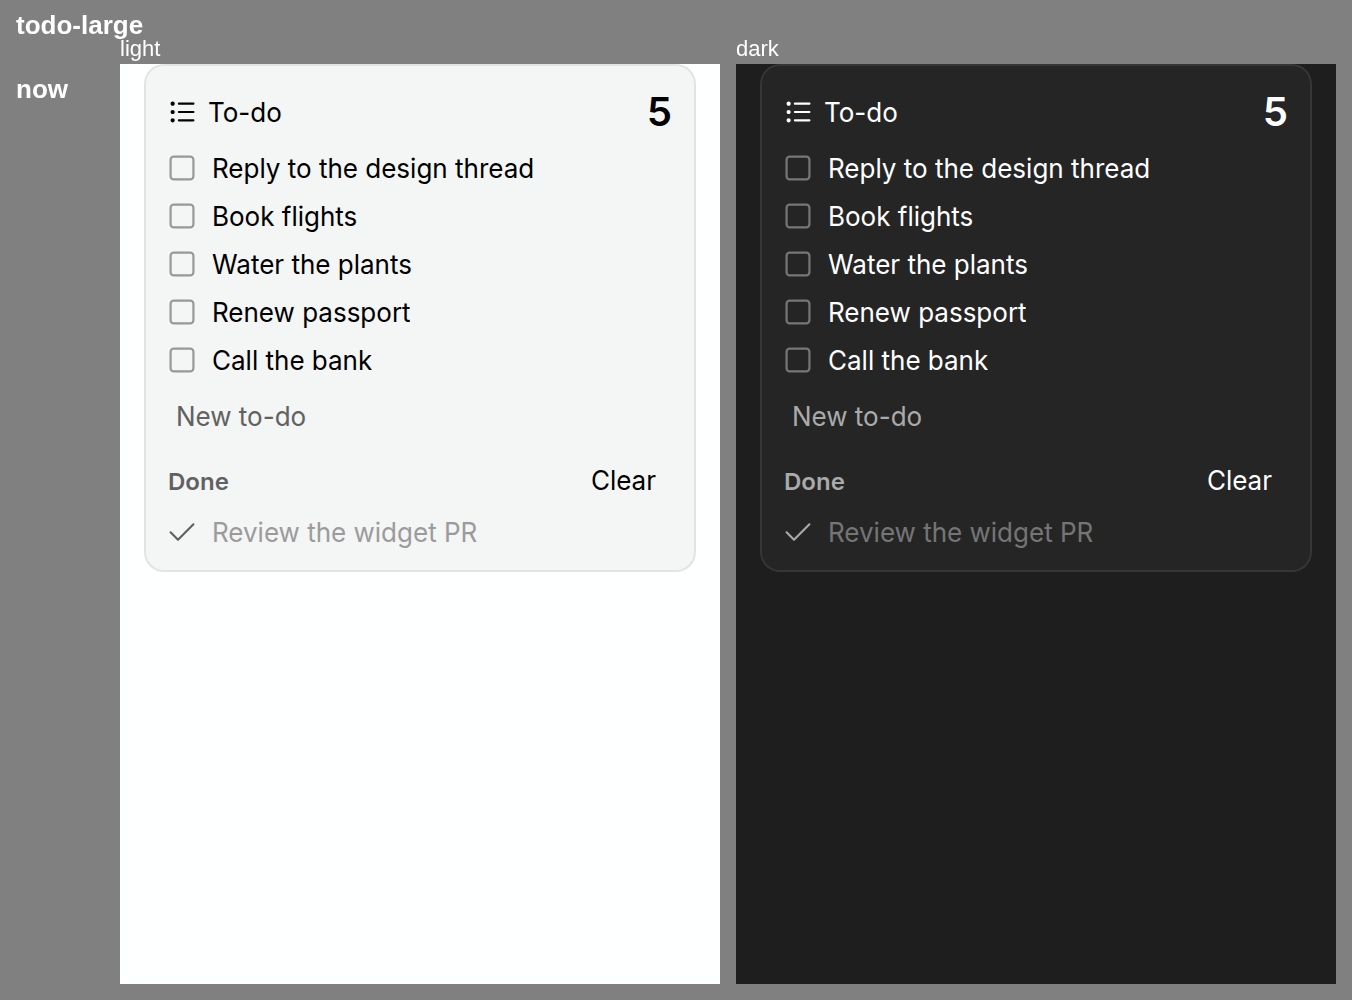 todo-large
light
dark
now
To-do
5
Reply to the design thread
Book flights
Water the plants
Renew passport
Call the bank
New to-do
Done
Clear
Review the widget PR
To-do
5
Reply to the design thread
Book flights
Water the plants
Renew passport
Call the bank
New to-do
Done
Clear
Review the widget PR